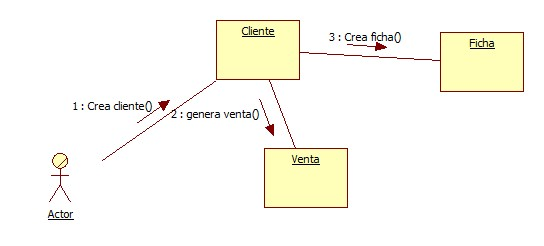 Cliente
3 : Crea ficha()
Ficha
1 : Crea cliente()
2 : genera venta()
Venta
Actor